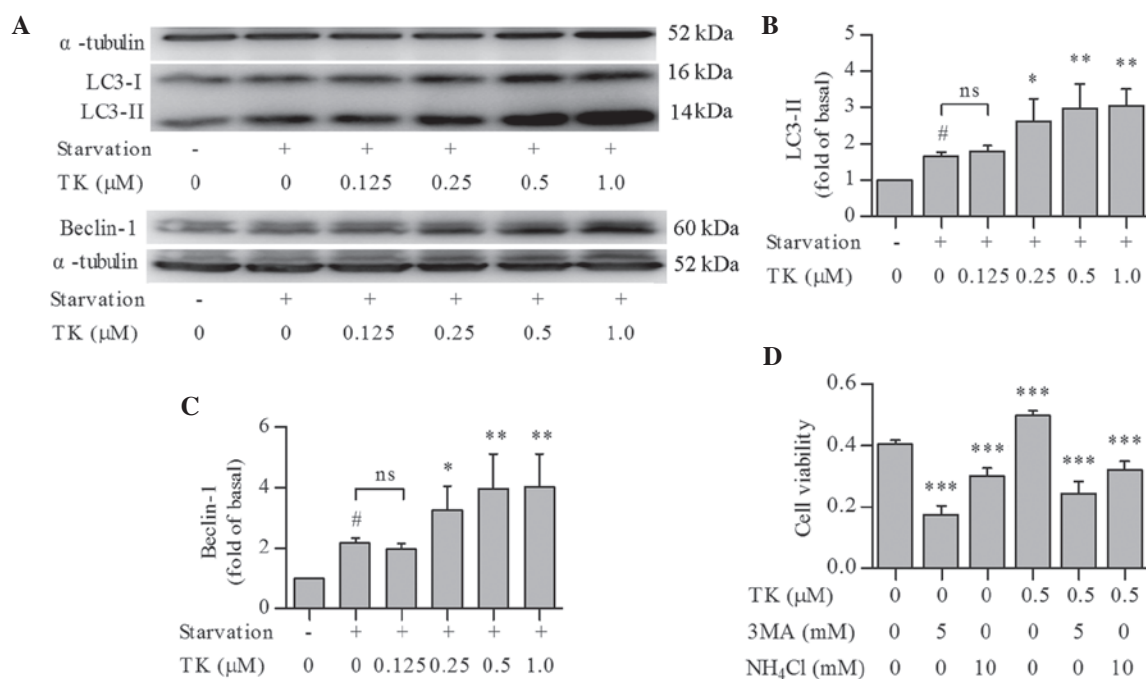 A
α -tubulin
52 kDa
LC3-I
16 kDa
LC3-II
14kDa
Starvation - + + + + +
TK (μM) 0 0 0.125 0.25 0.5 1.0
Beclin-1
60 kDa
α -tubulin
52 kDa
Starvation - + + + + +
TK (μM) 0 0 0.125 0.25 0.5 1.0
B
LC3-II
(fold of basal)
5
4
3
2
1
0
#
ns
*
**
**
Starvation - + + + + +
TK (μM) 0 0 0.125 0.25 0.5 1.0
C
Beclin-1
(fold of basal)
6
4
2
0
#
ns
*
**
**
Starvation - + + + + +
TK (μM) 0 0 0.125 0.25 0.5 1.0
D
Cell viability
0.6
0.4
0.2
0.0
***
***
***
***
***
TK (μM) 0 0 0 0.5 0.5 0.5
3MA (mM) 0 5 0 0 5 0
NH₄Cl (mM) 0 0 10 0 0 10